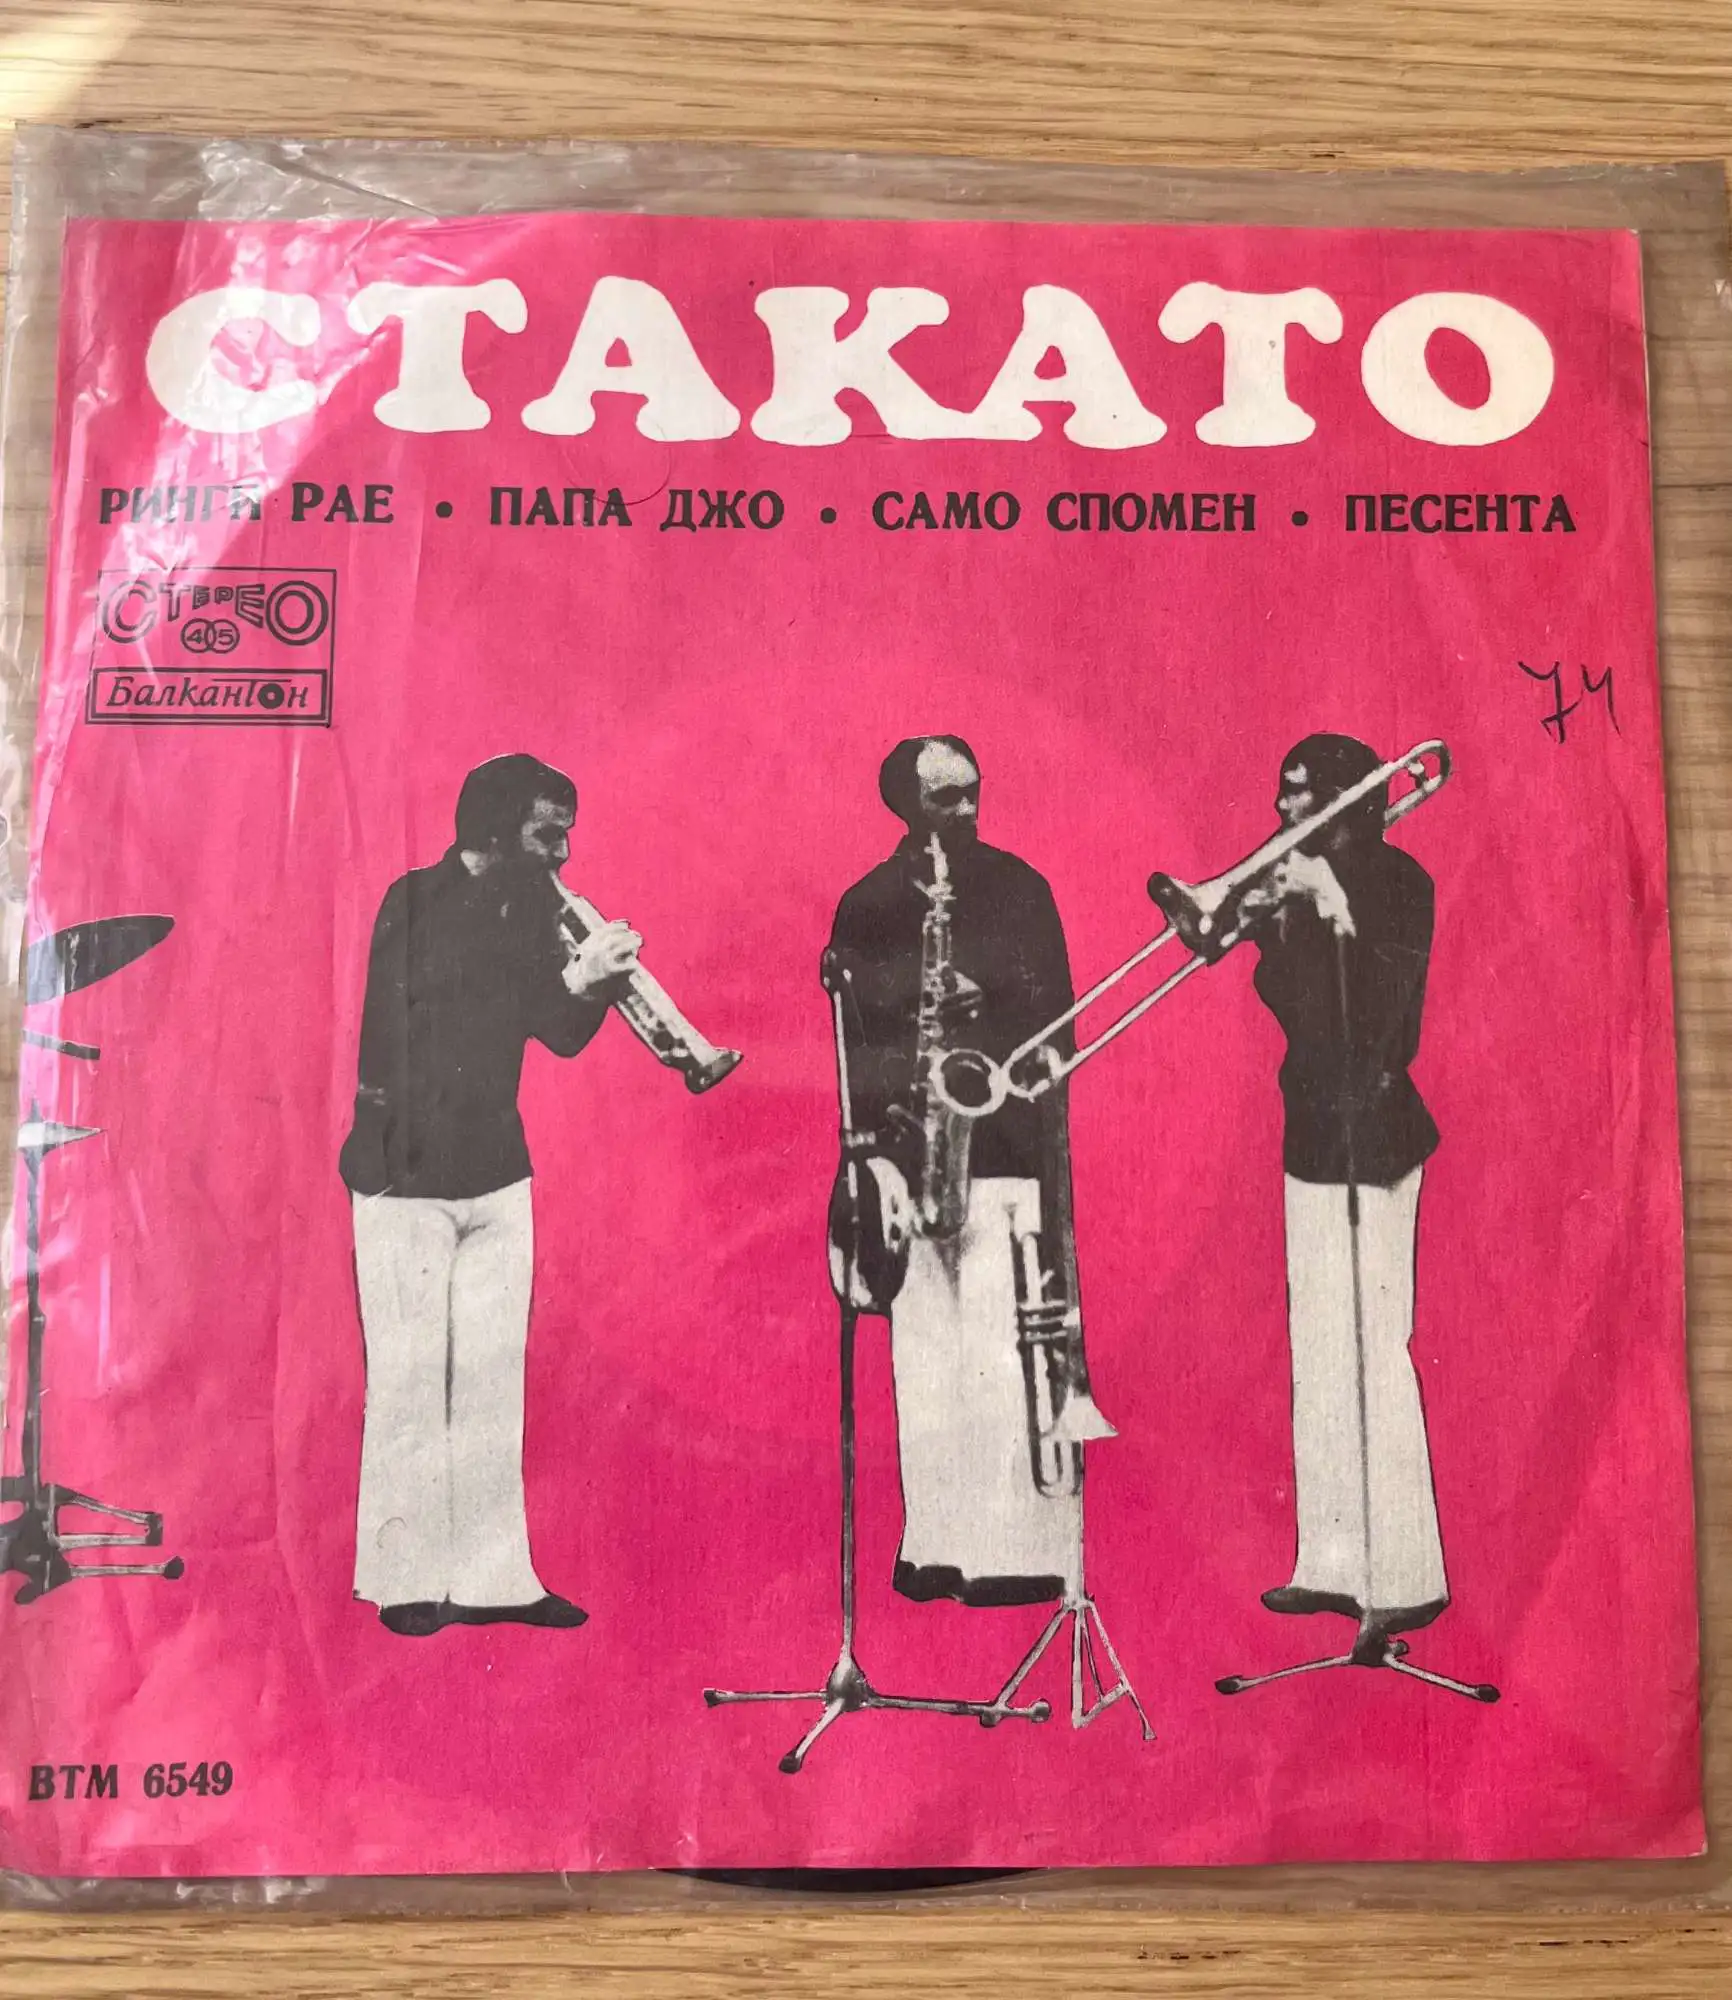 СТАКАТО
РИНГИ РАЕ • ПАПА ДЖО • САМО СПОМЕН • ПЕСЕНТА
СТЕРЕО
45
Балкантон
74
ВТМ 6549